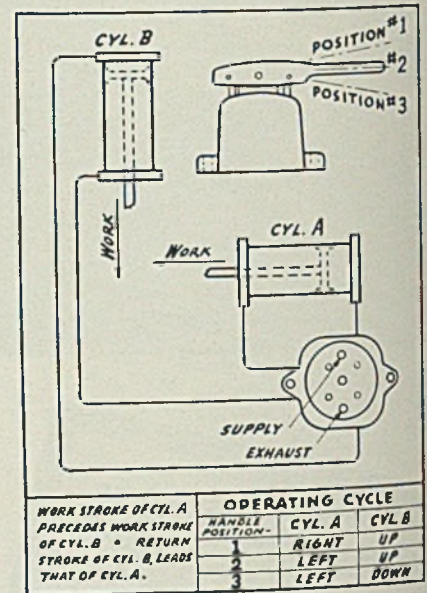 CYL. B
POSITION #1
#2
POSITION #3
WORK
CYL. A
WORK
SUPPLY
EXHAUST
WORK STROKE OF CYL. A
PRECEDES WORK STROKE
OF CYL. B • RETURN
STROKE OF CYL. B, LEADS
THAT OF CYL. A.
OPERATING CYCLE
HANDLE POSITION- CYL. A CYL B
1 RIGHT UP
2 LEFT UP
3 LEFT DOWN